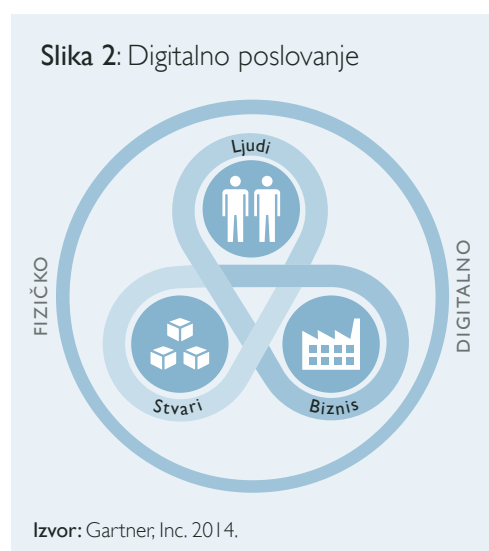 Slika 2: Digitalno poslovanje
Ljudi
FIZIČKO
DIGITALNO
Stvari
Biznis
Izvor: Gartner, Inc. 2014.